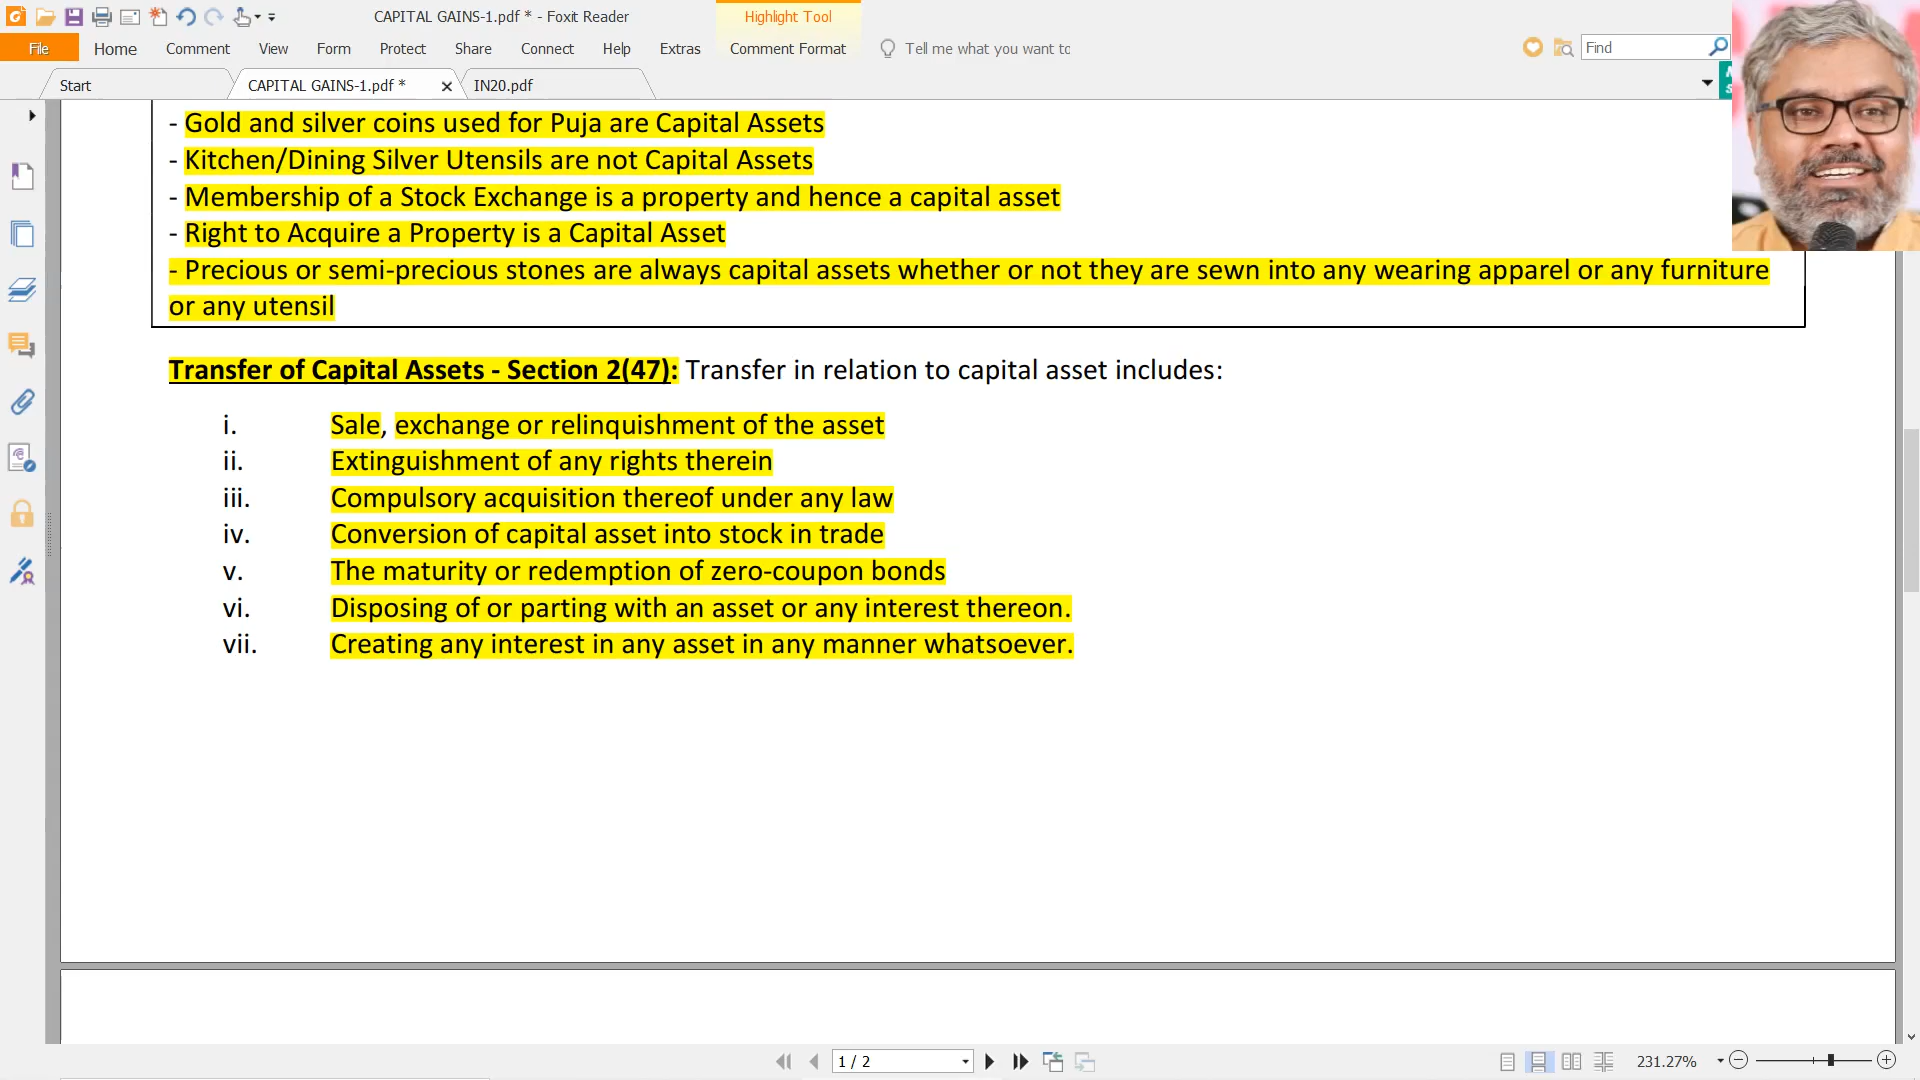 CAPITAL GAINS-1.pdf * - Foxit Reader
Highlight Tool
File Home Comment View Form Protect Share Connect Help Extras Comment Format Tell me what you want to
Find
Start CAPITAL GAINS-1.pdf * IN20.pdf
- Gold and silver coins used for Puja are Capital Assets
- Kitchen/Dining Silver Utensils are not Capital Assets
- Membership of a Stock Exchange is a property and hence a capital asset
- Right to Acquire a Property is a Capital Asset
- Precious or semi-precious stones are always capital assets whether or not they are sewn into any wearing apparel or any furniture
or any utensil
Transfer of Capital Assets - Section 2(47): Transfer in relation to capital asset includes:
i. Sale, exchange or relinquishment of the asset
ii. Extinguishment of any rights therein
iii. Compulsory acquisition thereof under any law
iv. Conversion of capital asset into stock in trade
v. The maturity or redemption of zero-coupon bonds
vi. Disposing of or parting with an asset or any interest thereon.
vii. Creating any interest in any asset in any manner whatsoever.
1 / 2
231.27%